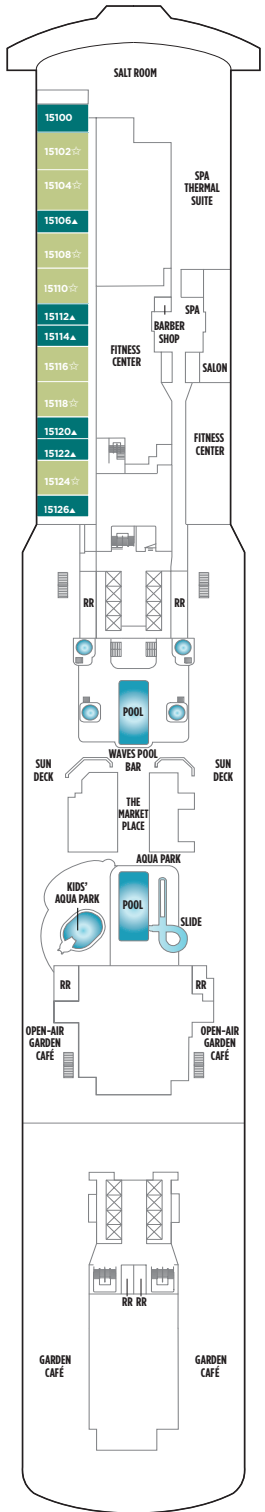 SALT ROOM
15100
15102☆
15104☆
15106▲
15108☆
15110☆
15112▲
15114▲
15116☆
15118☆
15120▲
15122▲
15124☆
15126▲
SPA
THERMAL
SUITE
SPA
BARBER
SHOP
FITNESS
CENTER
SALON
FITNESS
CENTER
RR
RR
POOL
WAVES POOL
BAR
SUN
DECK
SUN
DECK
THE
MARKET
PLACE
AQUA PARK
KIDS'
AQUA PARK
POOL
SLIDE
RR
RR
OPEN-AIR
GARDEN
CAFÉ
OPEN-AIR
GARDEN
CAFÉ
RR RR
GARDEN
CAFÉ
GARDEN
CAFÉ